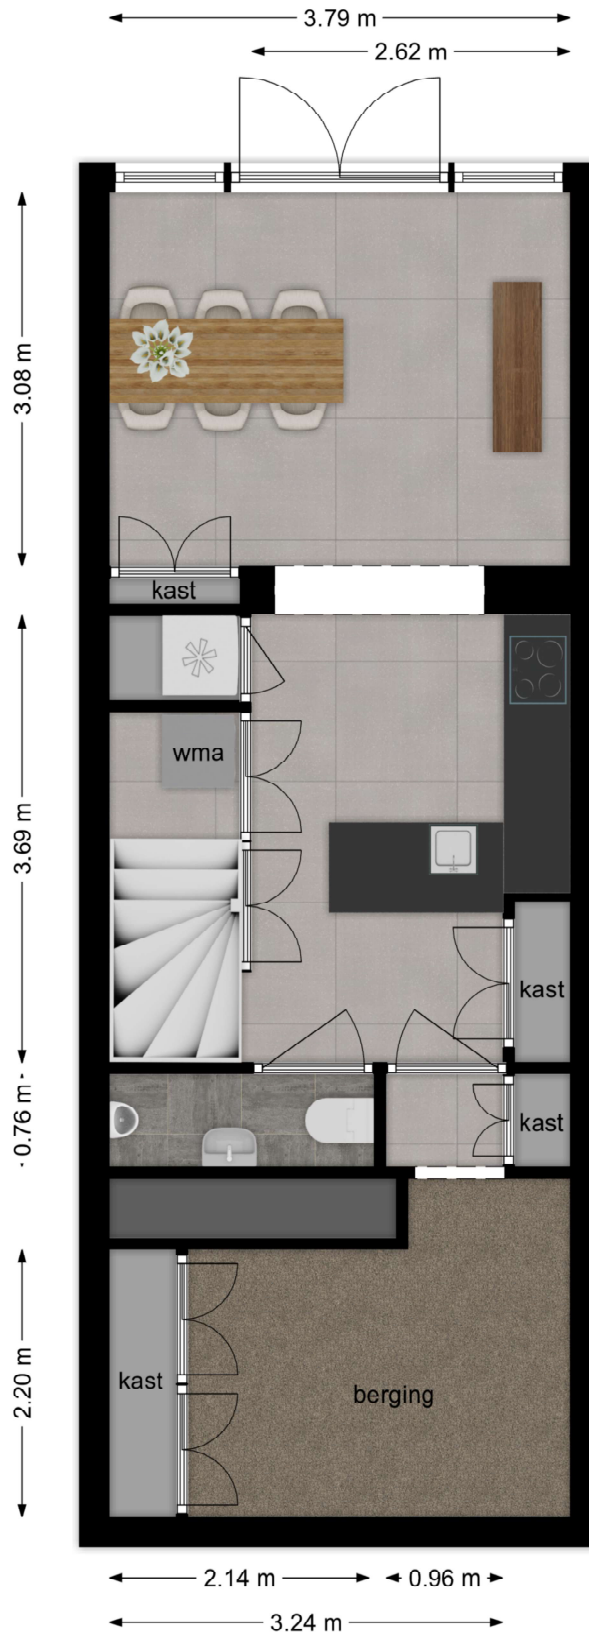 3.79 m
2.62 m
3.08 m
kast
wma
3.69 m
kast
0.76 m
kast
2.20 m
kast
berging
2.14 m
0.96 m
3.24 m